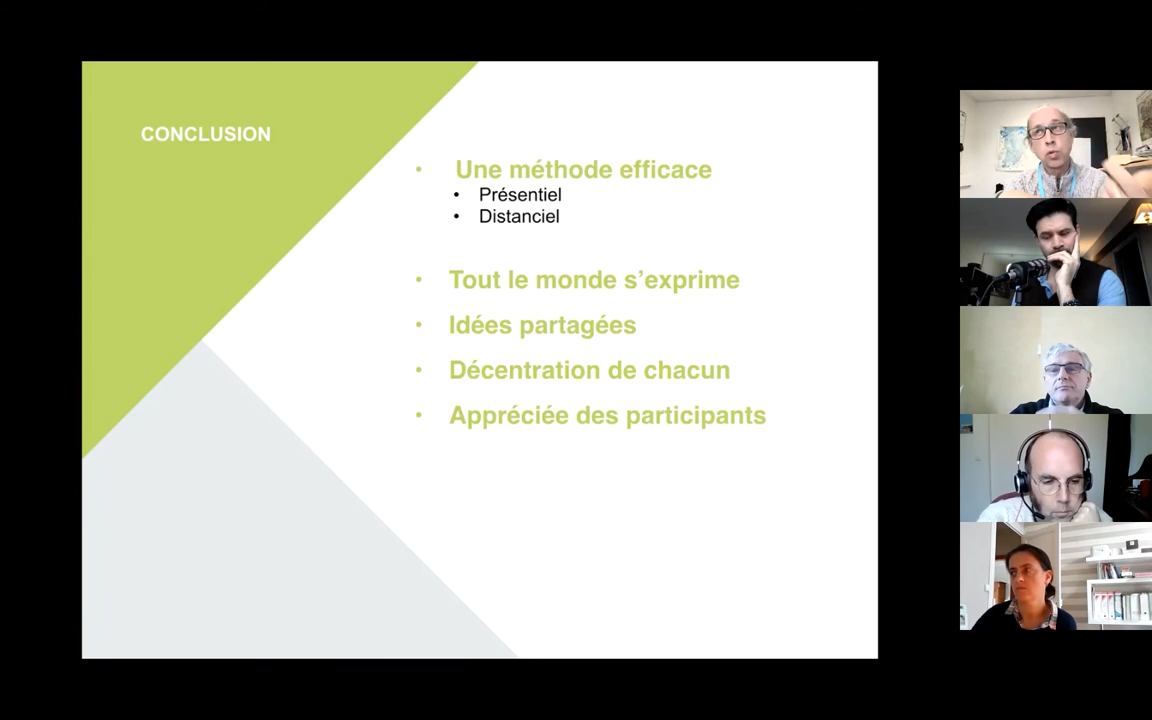 CONCLUSION
• Une méthode efficace
• Présentiel
• Distanciel
• Tout le monde s’exprime
• Idées partagées
• Décentration de chacun
• Appréciée des participants